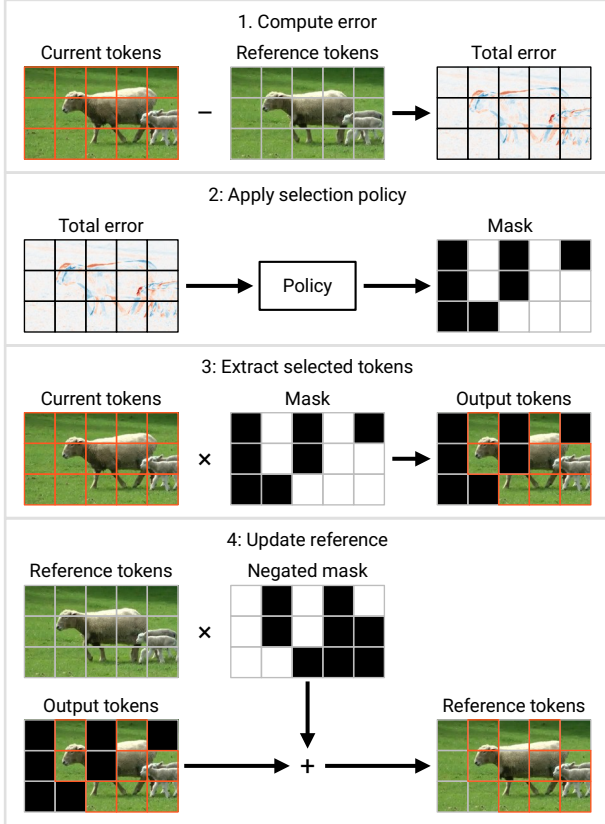 1. Compute error
Current tokens
Reference tokens
Total error
−
2: Apply selection policy
Total error
Mask
Policy
3: Extract selected tokens
Current tokens
Mask
Output tokens
×
4: Update reference
Reference tokens
Negated mask
×
Output tokens
Reference tokens
+